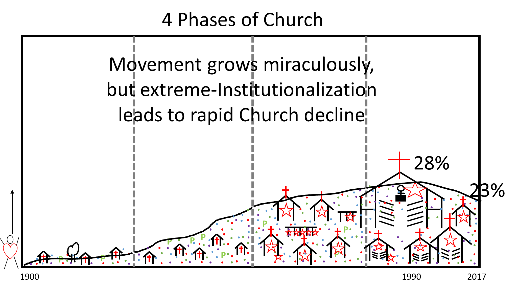 4 Phases of Church
Movement grows miraculously,
but extreme-Institutionalization
leads to rapid Church decline
28%
23%
1900
1990
2017